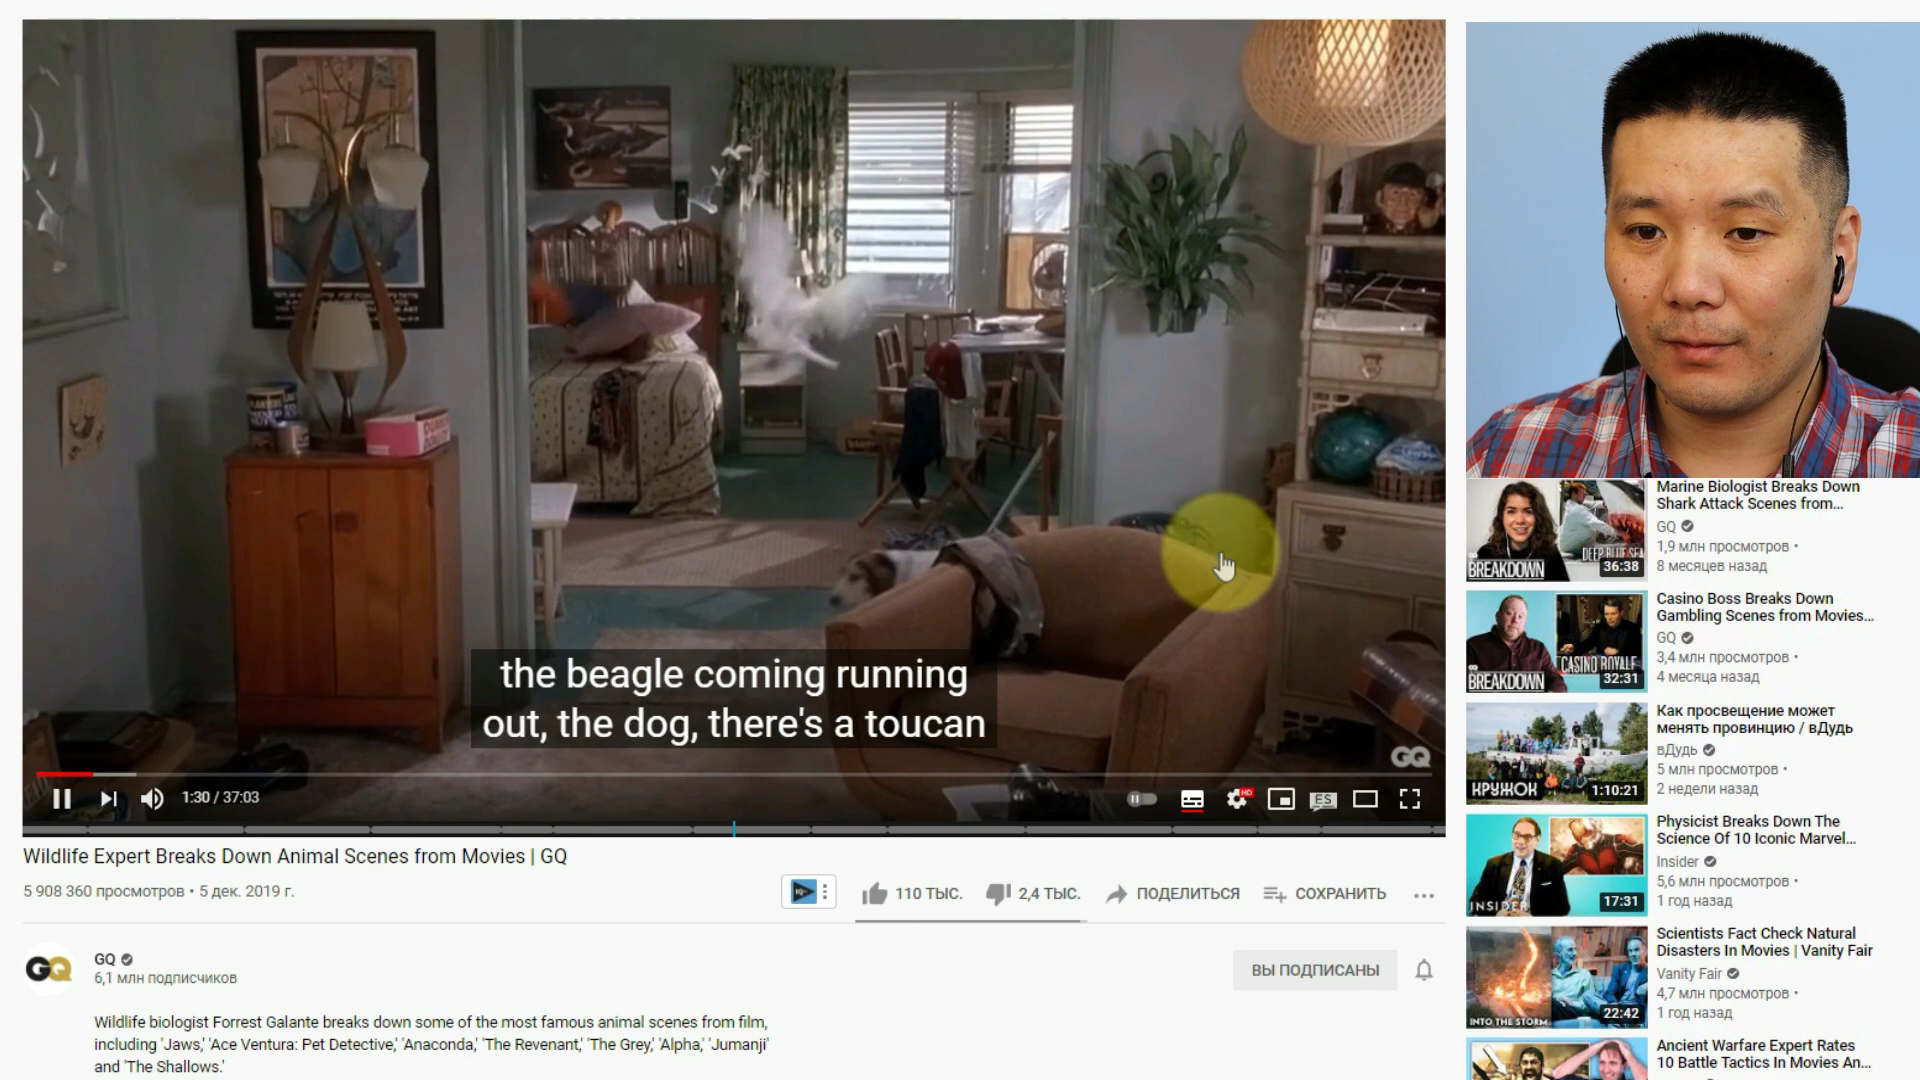 the beagle coming running
out, the dog, there's a toucan
GQ
1:30 / 37:03
HD
ES
Wildlife Expert Breaks Down Animal Scenes from Movies | GQ
5 908 360 просмотров • 5 дек. 2019 г.
110 ТЫС.
2,4 ТЫС.
ПОДЕЛИТЬСЯ
СОХРАНИТЬ
GQ
GQ
6,1 млн подписчиков
ВЫ ПОДПИСАНЫ
Wildlife biologist Forrest Galante breaks down some of the most famous animal scenes from film,
including 'Jaws,' 'Ace Ventura: Pet Detective,' 'Anaconda,' 'The Revenant,' 'The Grey,' 'Alpha,' 'Jumanji'
and 'The Shallows.'
DEEP BLUE SEA
BREAKDOWN
36:38
Marine Biologist Breaks Down
Shark Attack Scenes from...
GQ
1,9 млн просмотров •
8 месяцев назад
CASINO ROYALE
BREAKDOWN
32:31
Casino Boss Breaks Down
Gambling Scenes from Movies...
GQ
3,4 млн просмотров •
4 месяца назад
КРУЖОК
1:10:21
Как просвещение может
менять провинцию / вДудь
вДудь
5 млн просмотров •
2 недели назад
INSIDER
17:31
Physicist Breaks Down The
Science Of 10 Iconic Marvel...
Insider
5,6 млн просмотров •
1 год назад
INTO THE STORM
22:42
Scientists Fact Check Natural
Disasters In Movies | Vanity Fair
Vanity Fair
4,7 млн просмотров •
1 год назад
Ancient Warfare Expert Rates
10 Battle Tactics In Movies An...